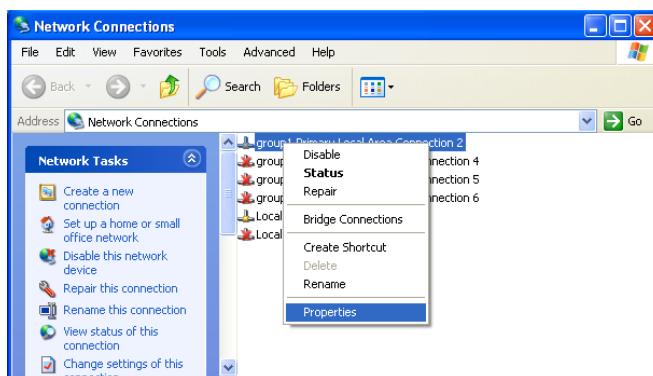 Network Connections
File Edit View Favorites Tools Advanced Help
Back Search Folders
Address Network Connections Go
Network Tasks
Create a new
connection
Set up a home or small
office network
Disable this network
device
Repair this connection
Rename this connection
View status of this
connection
Change settings of this
connection
group1 Primary Local Area Connection 2
group nnection 4
group nnection 5
group nnection 6
Local
Local
Disable
Status
Repair
Bridge Connections
Create Shortcut
Delete
Rename
Properties